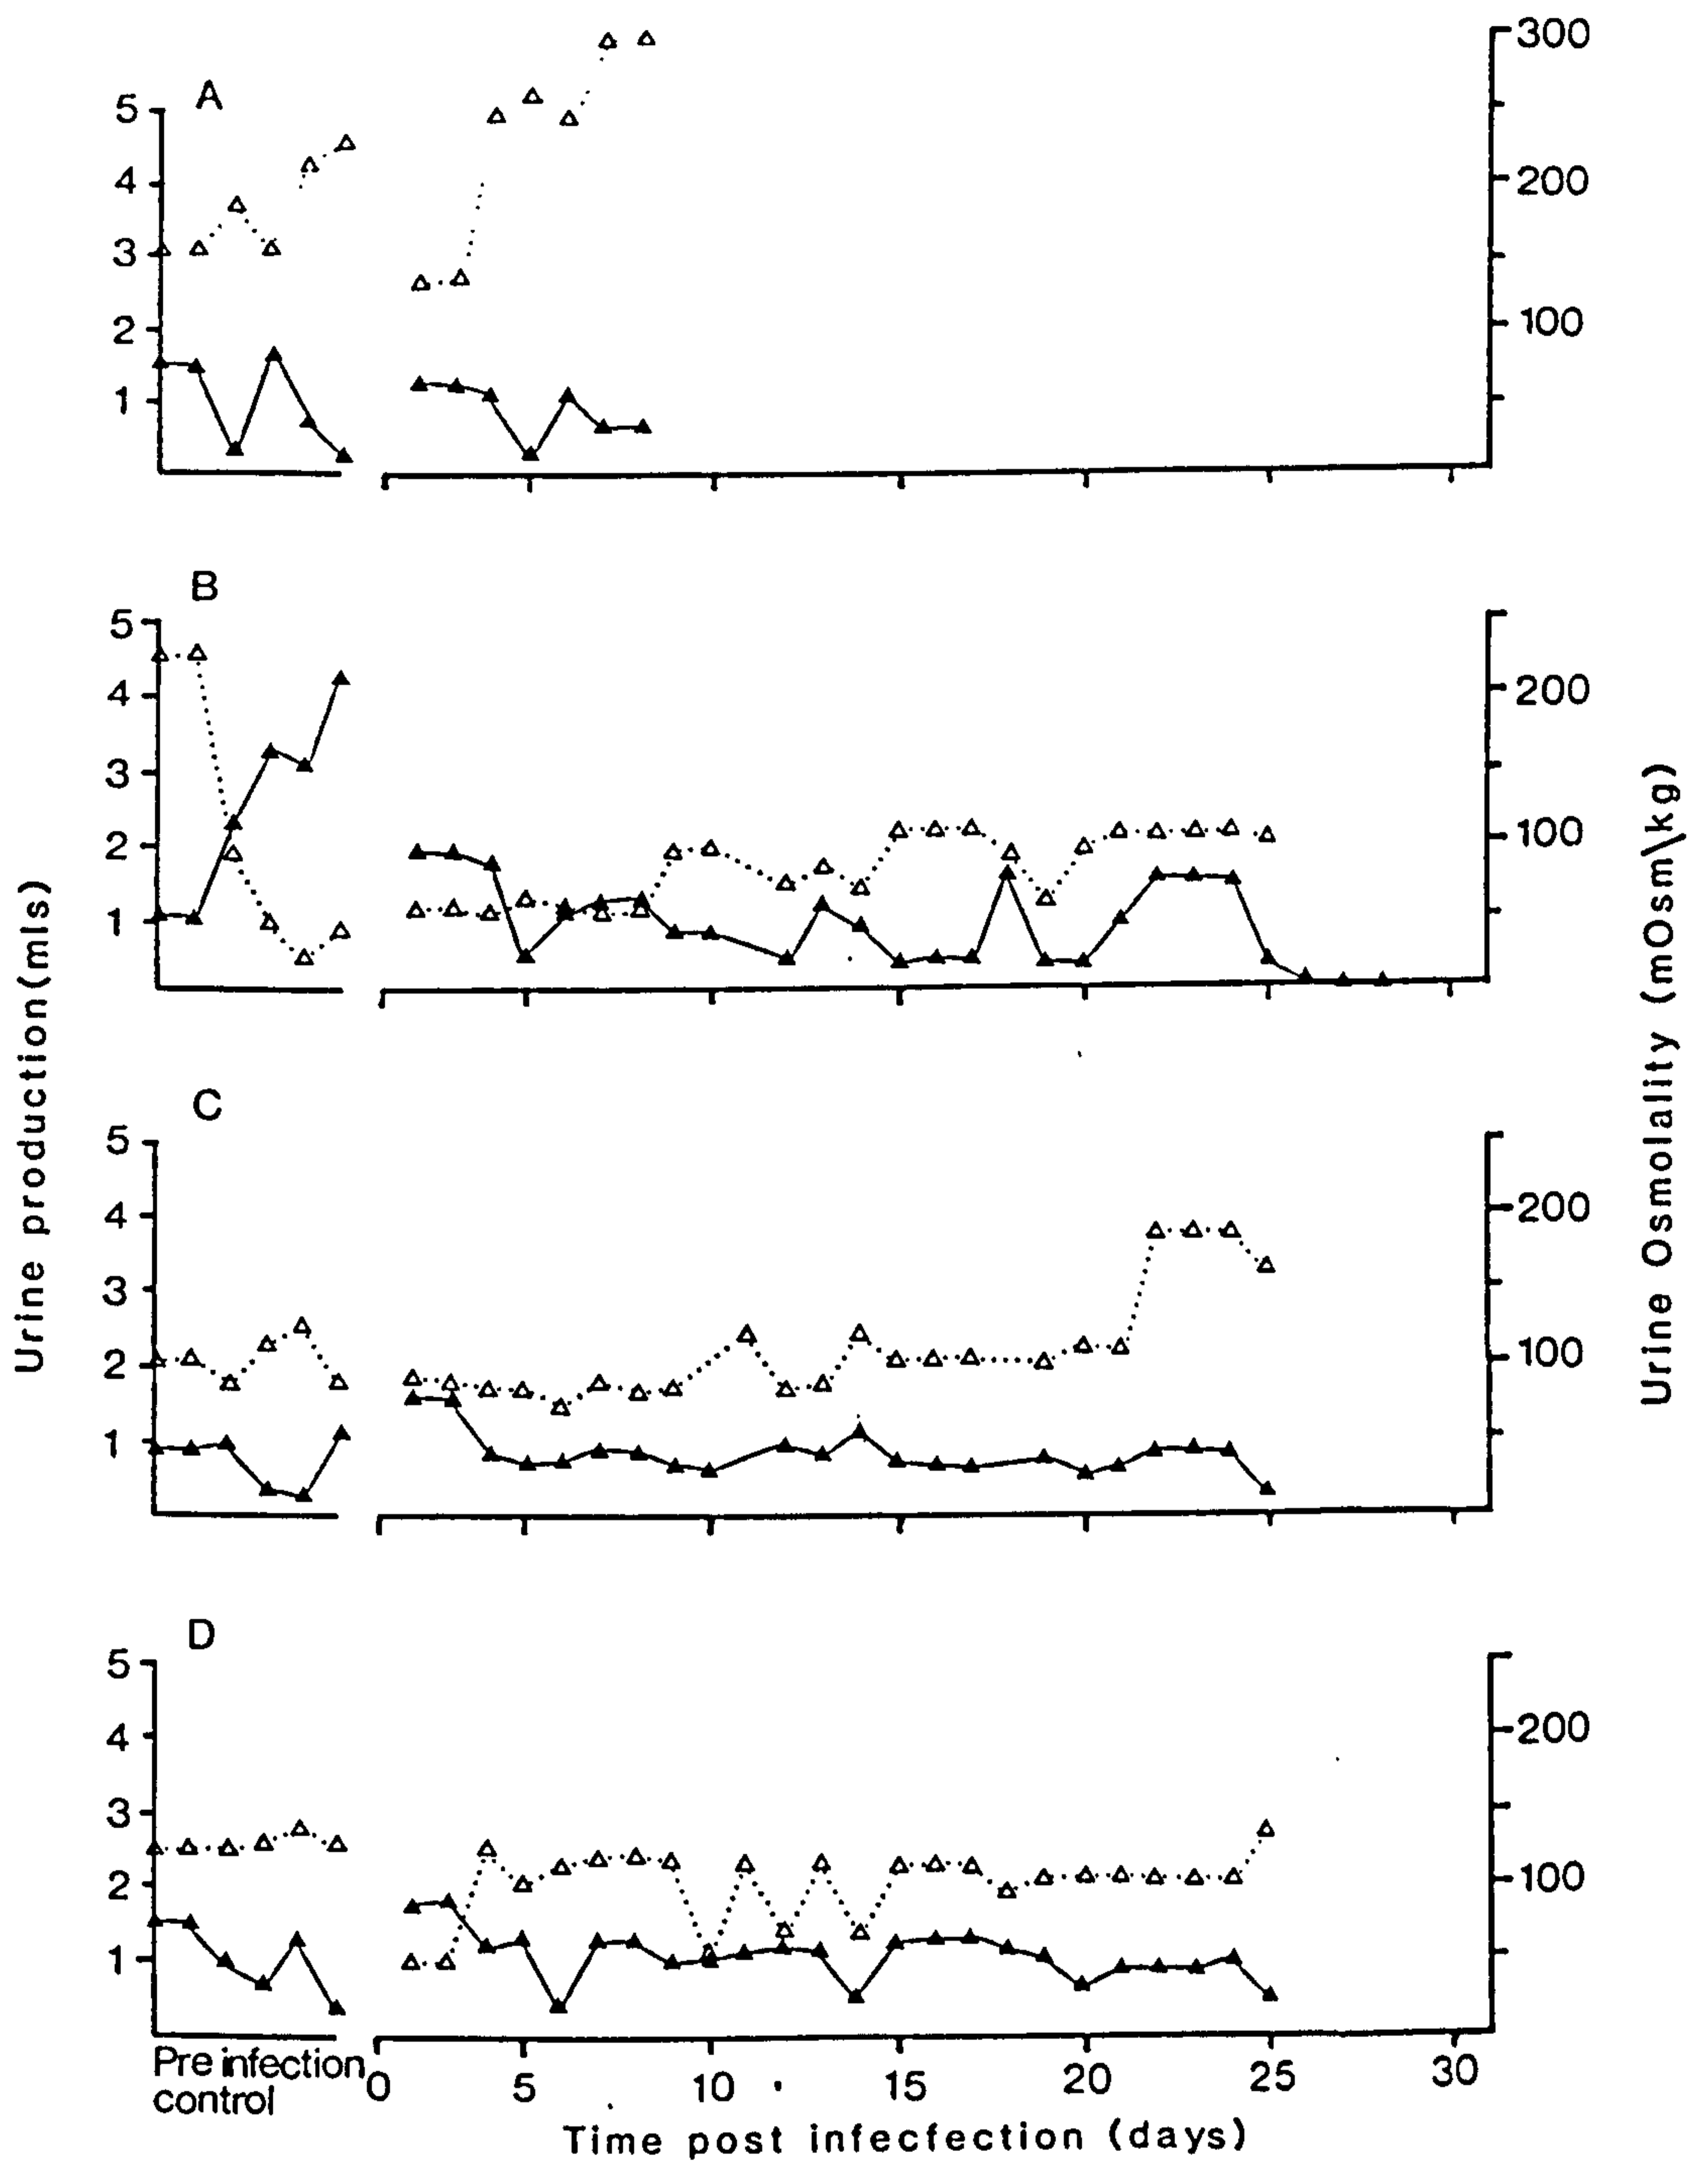 A
5
4
3
2
1
300
200
100
B
5
4
3
2
1
200
100
C
5
4
3
2
1
200
100
D
5
4
3
2
1
200
100
Urine production(mls)
Urine Osmolality (mOsm\kg)
Pre infection
control
0 5 10 15 20 25 30
Time post infecfection (days)